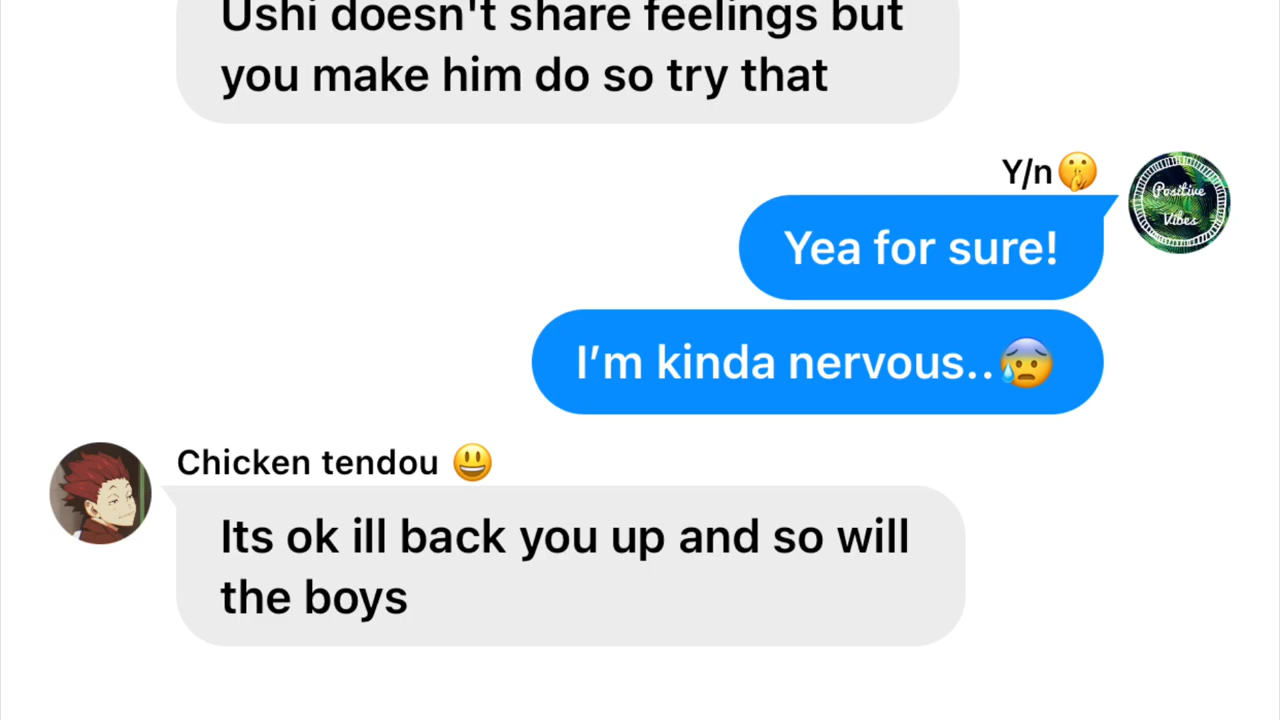 Ushi doesn't share feelings but
you make him do so try that
Y/n🤫
Positive
Vibes
Yea for sure!
I’m kinda nervous..😰
Chicken tendou 😃
Its ok ill back you up and so will
the boys